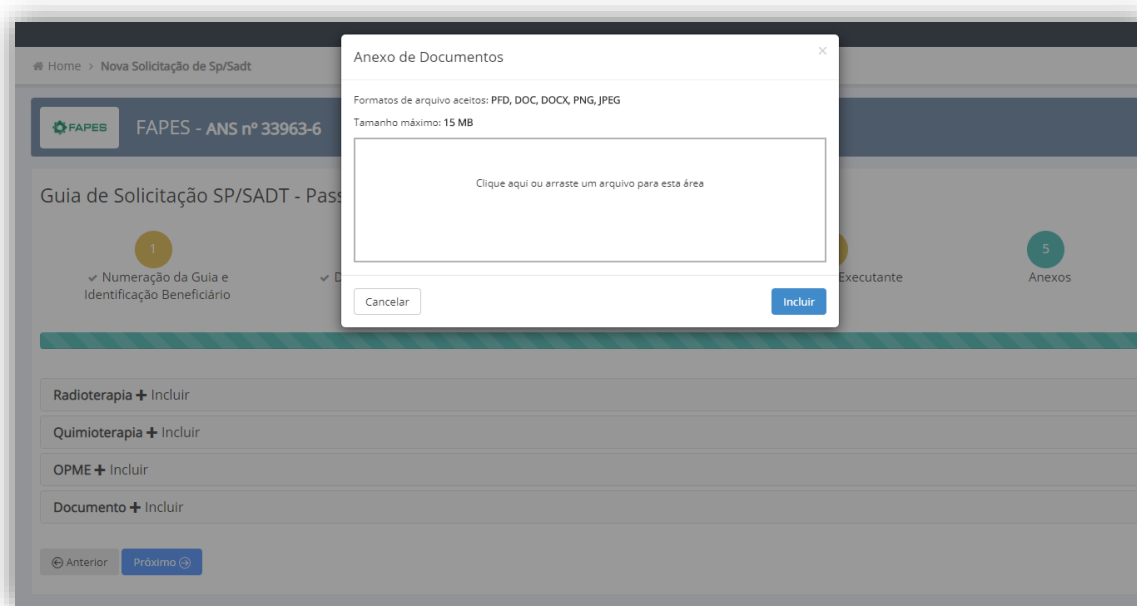 Home > Nova Solicitação de Sp/Sadt
FAPES
FAPES - ANS nº 33963-6
Guia de Solicitação SP/SADT - Pass
1
Numeração da Guia e
Identificação Beneficiário
D
Executante
5
Anexos
Anexo de Documentos
×
Formatos de arquivo aceitos: PFD, DOC, DOCX, PNG, JPEG
Tamanho máximo: 15 MB
Clique aqui ou arraste um arquivo para esta área
Cancelar
Incluir
Radioterapia + Incluir
Quimioterapia + Incluir
OPME + Incluir
Documento + Incluir
Anterior
Próximo